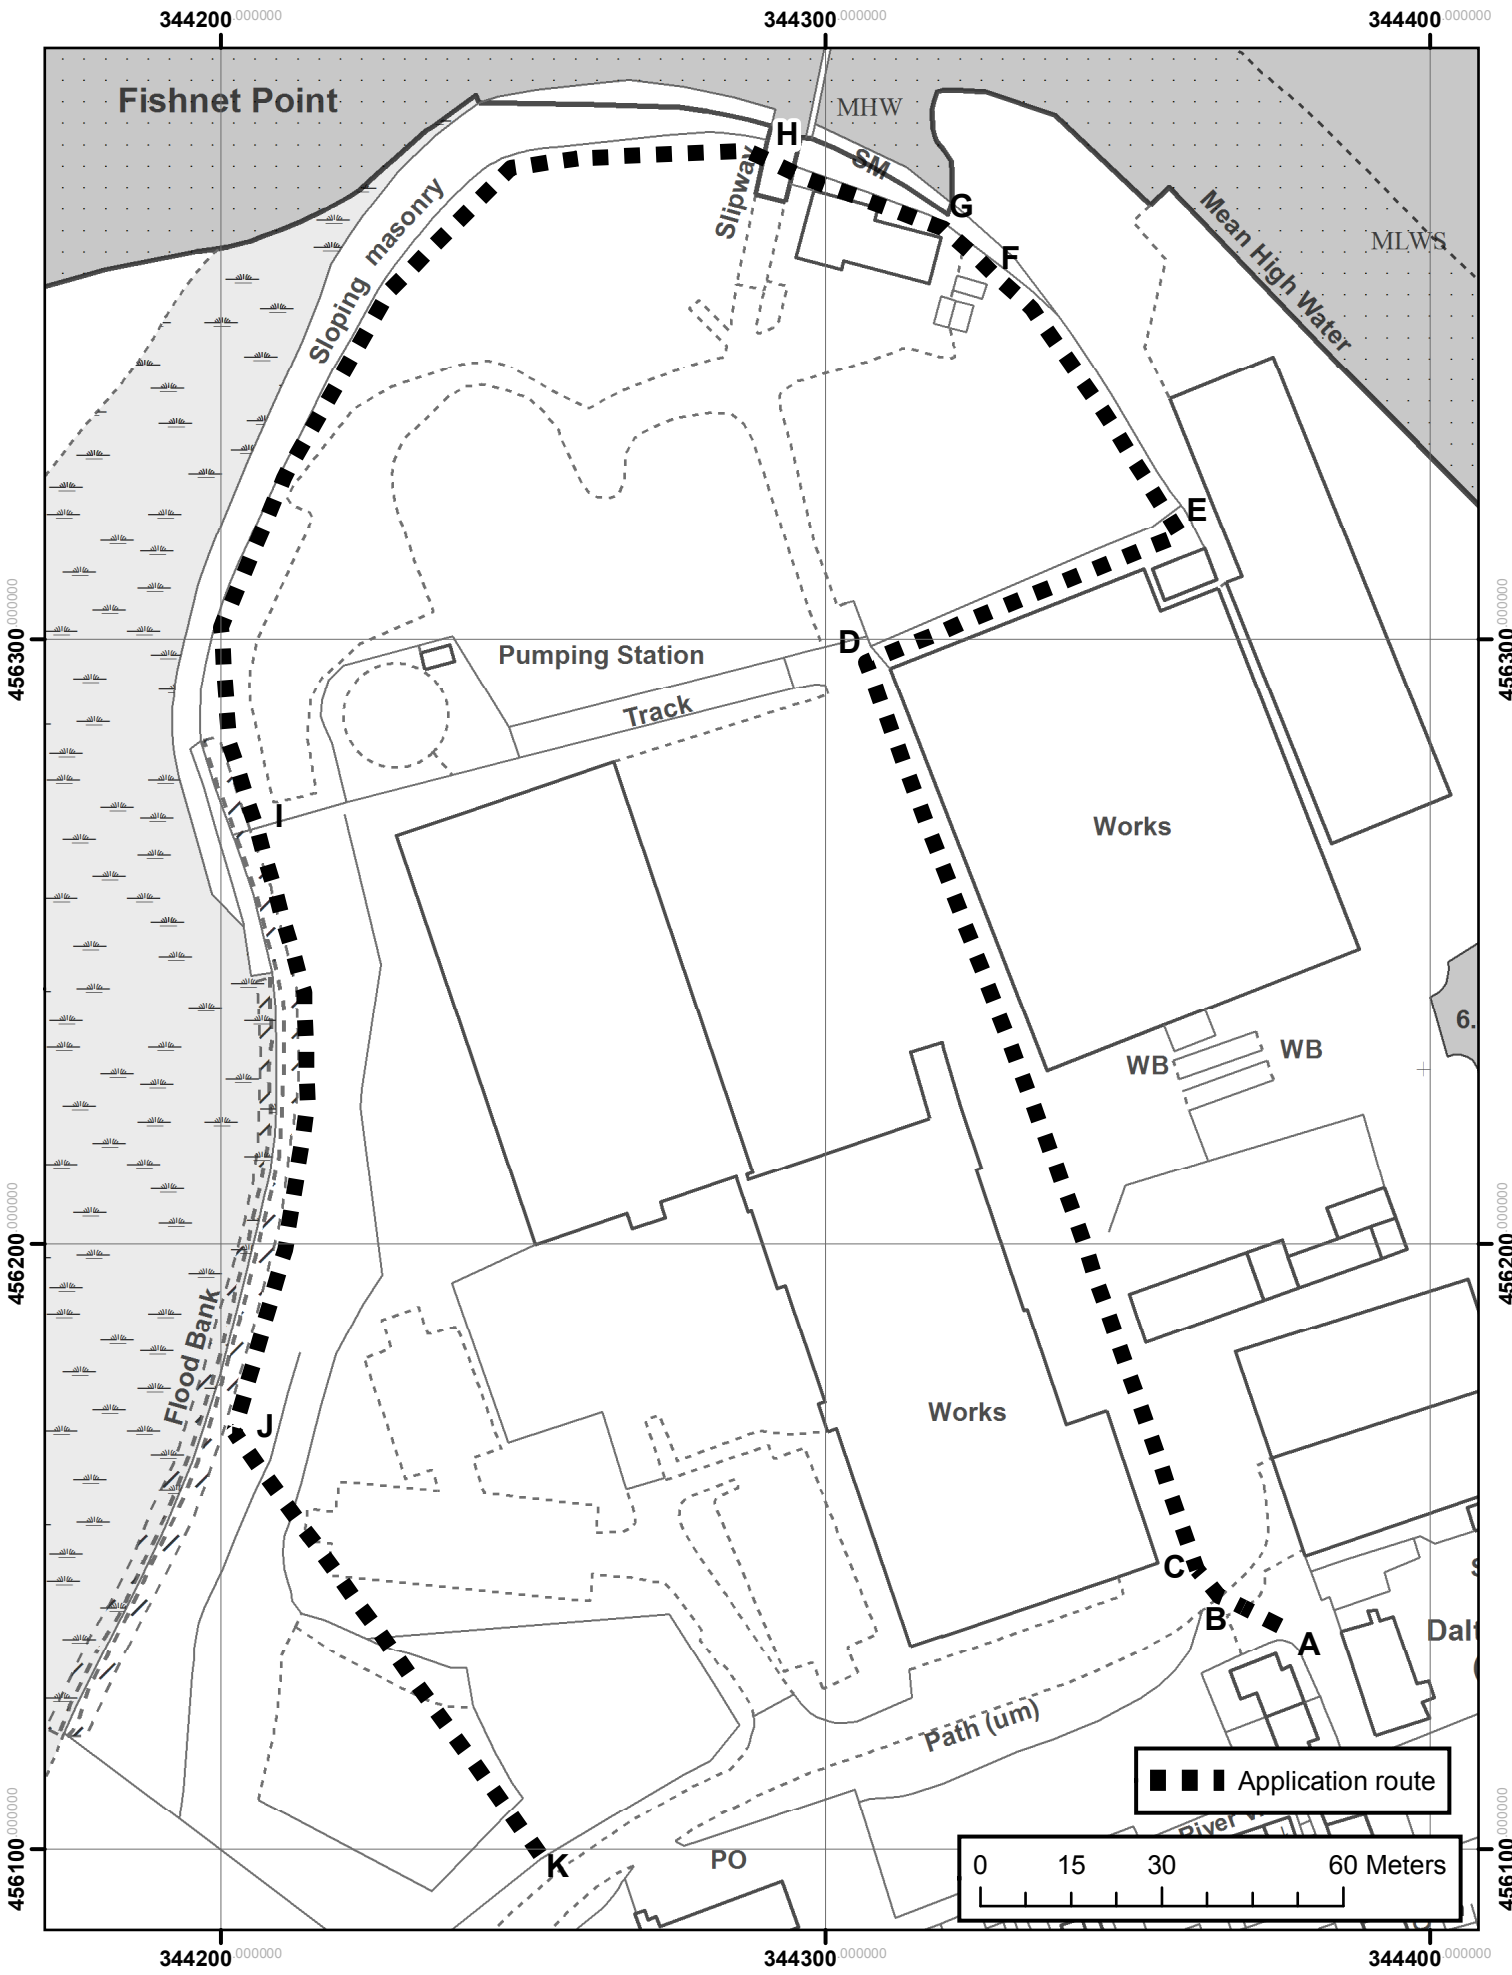 344200.000000
344300.000000
344400.000000
Fishnet Point
MHW
H
SM
Slipway
Sloping masonry
G
F
Mean High Water
MLWS
E
456300.000000
456300.000000
D
Pumping Station
Track
I
Works
6.
WB
WB
456200.000000
456200.000000
Flood Bank
J
Works
C
B
A
Dalt
Path (um)
Application route
456100.000000
456100.000000
River
K
PO
0 15 30 60 Meters
344200.000000
344300.000000
344400.000000